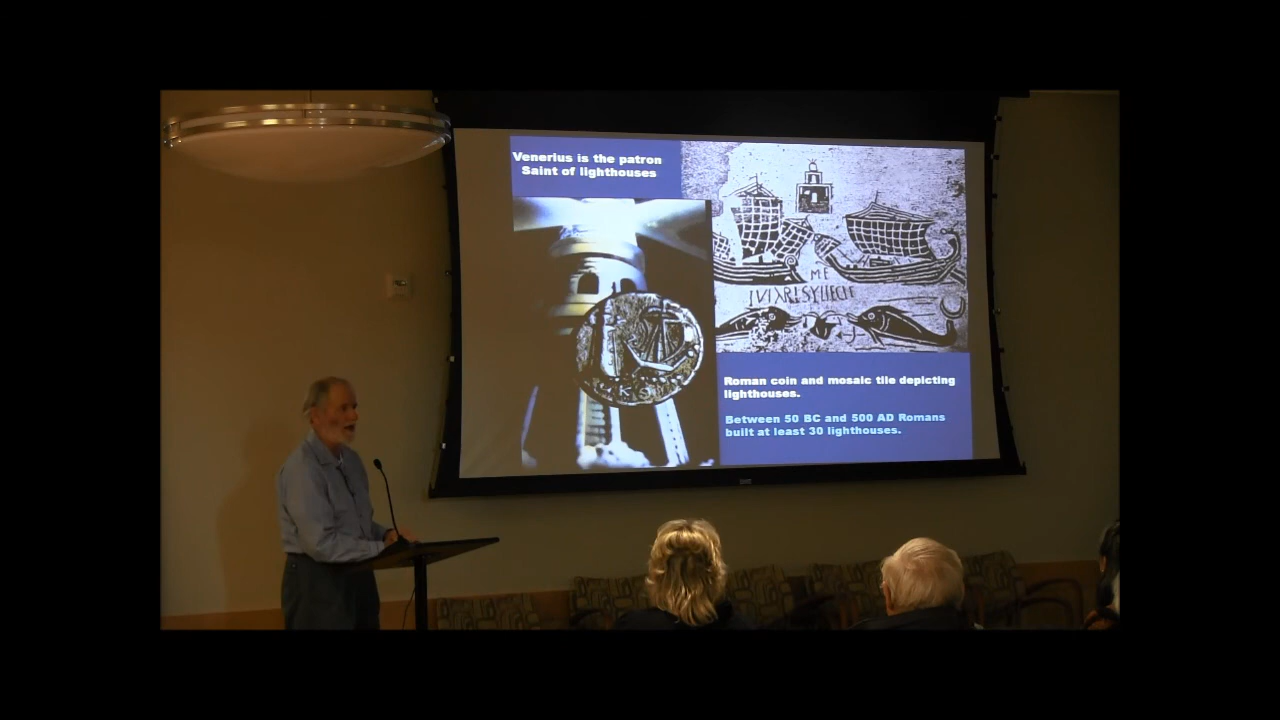 Venerius is the patron
Saint of lighthouses
ME
Roman coin and mosaic tile depicting
lighthouses.
Between 50 BC and 500 AD Romans
built at least 30 lighthouses.